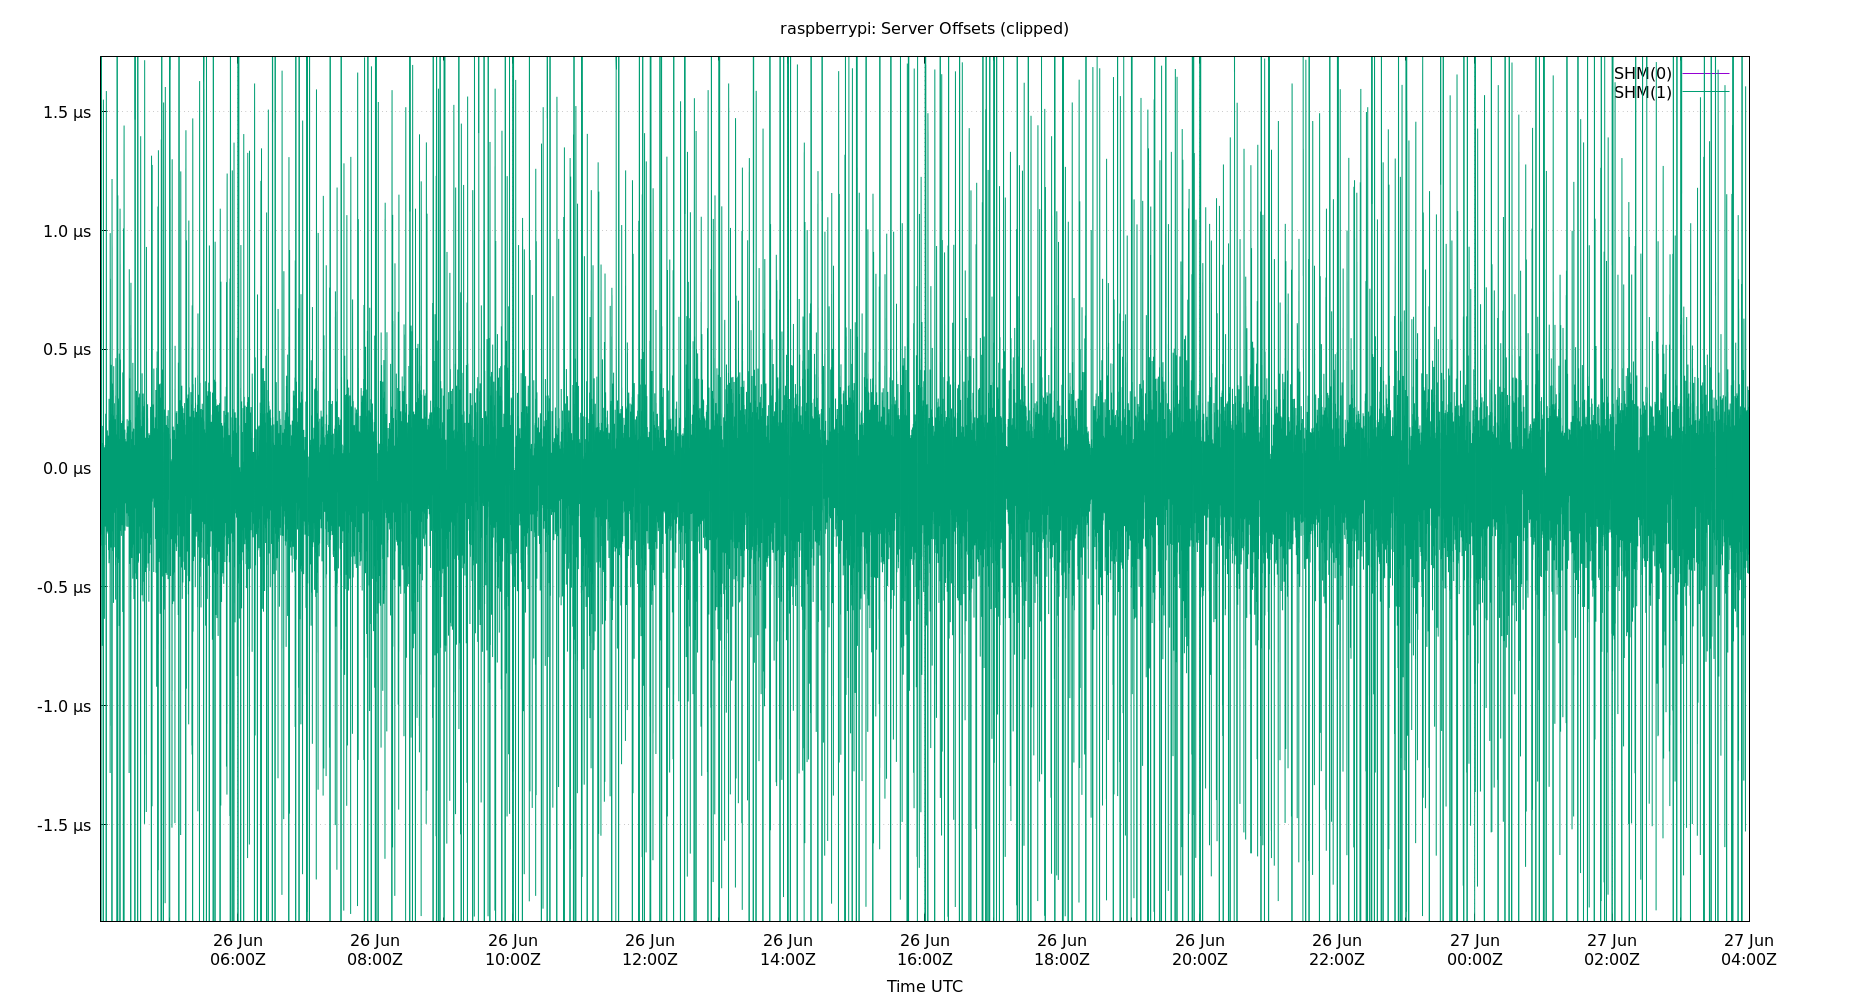 raspberrypi: Server Offsets (clipped)
SHM(0)
SHM(1)
1.5 µs
1.0 µs
0.5 µs
0.0 µs
-0.5 µs
-1.0 µs
-1.5 µs
26 Jun 26 Jun 26 Jun 26 Jun 26 Jun 26 Jun 26 Jun 26 Jun 26 Jun 27 Jun 27 Jun 27 Jun
06:00Z 08:00Z 10:00Z 12:00Z 14:00Z 16:00Z 18:00Z 20:00Z 22:00Z 00:00Z 02:00Z 04:00Z
Time UTC